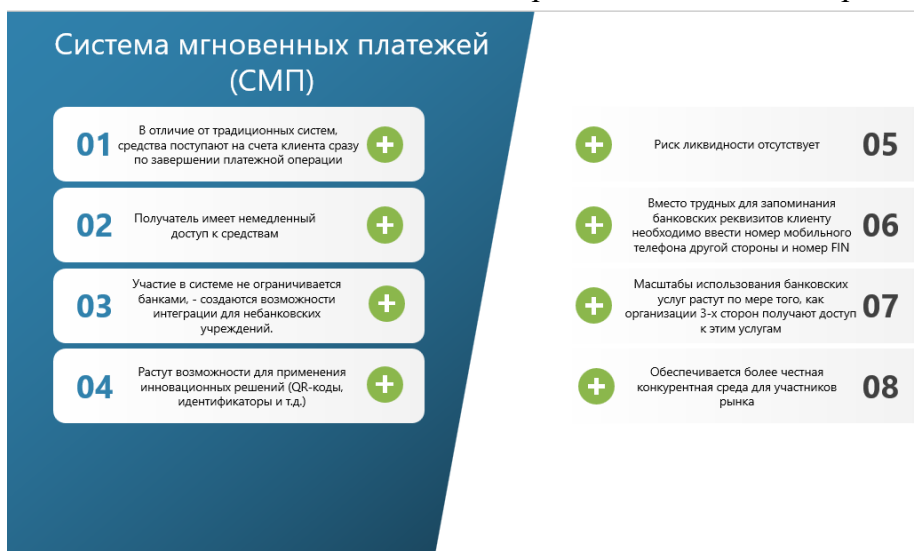 Система мгновенных платежей
(СМП)
01
В отличие от традиционных систем,
средства поступают на счета клиента сразу
по завершении платежной операции
02
Получатель имеет немедленный
доступ к средствам
03
Участие в системе не ограничивается
банками, - создаются возможности
интеграции для небанковских
учреждений.
04
Растут возможности для применения
инновационных решений (QR-коды,
идентификаторы и т.д.)
Риск ликвидности отсутствует
05
Вместо трудных для запоминания
банковских реквизитов клиенту
необходимо ввести номер мобильного
телефона другой стороны и номер FIN
06
Масштабы использования банковских
услуг растут по мере того, как
организации 3-х сторон получают доступ
к этим услугам
07
Обеспечивается более честная
конкурентная среда для участников
рынка
08